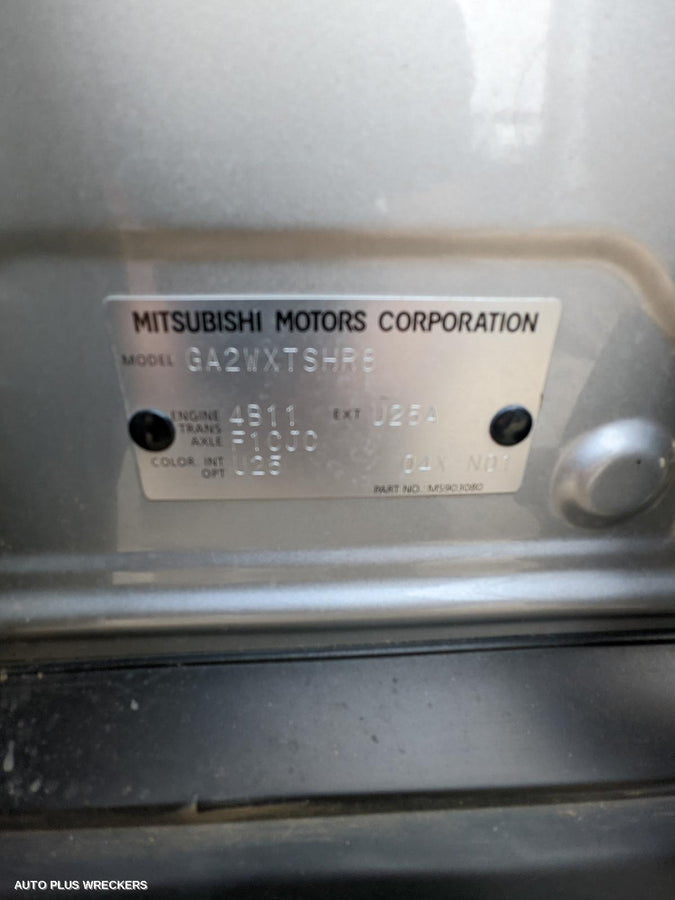 MITSUBISHI MOTORS CORPORATION
MODEL GA2WXTSHR8
ENGINE 4B11 EXT U25A
TRANS
AXLE F1CJC
COLOR INT U25 04X N01
OPT
PART NO. MS903080
AUTO PLUS WRECKERS